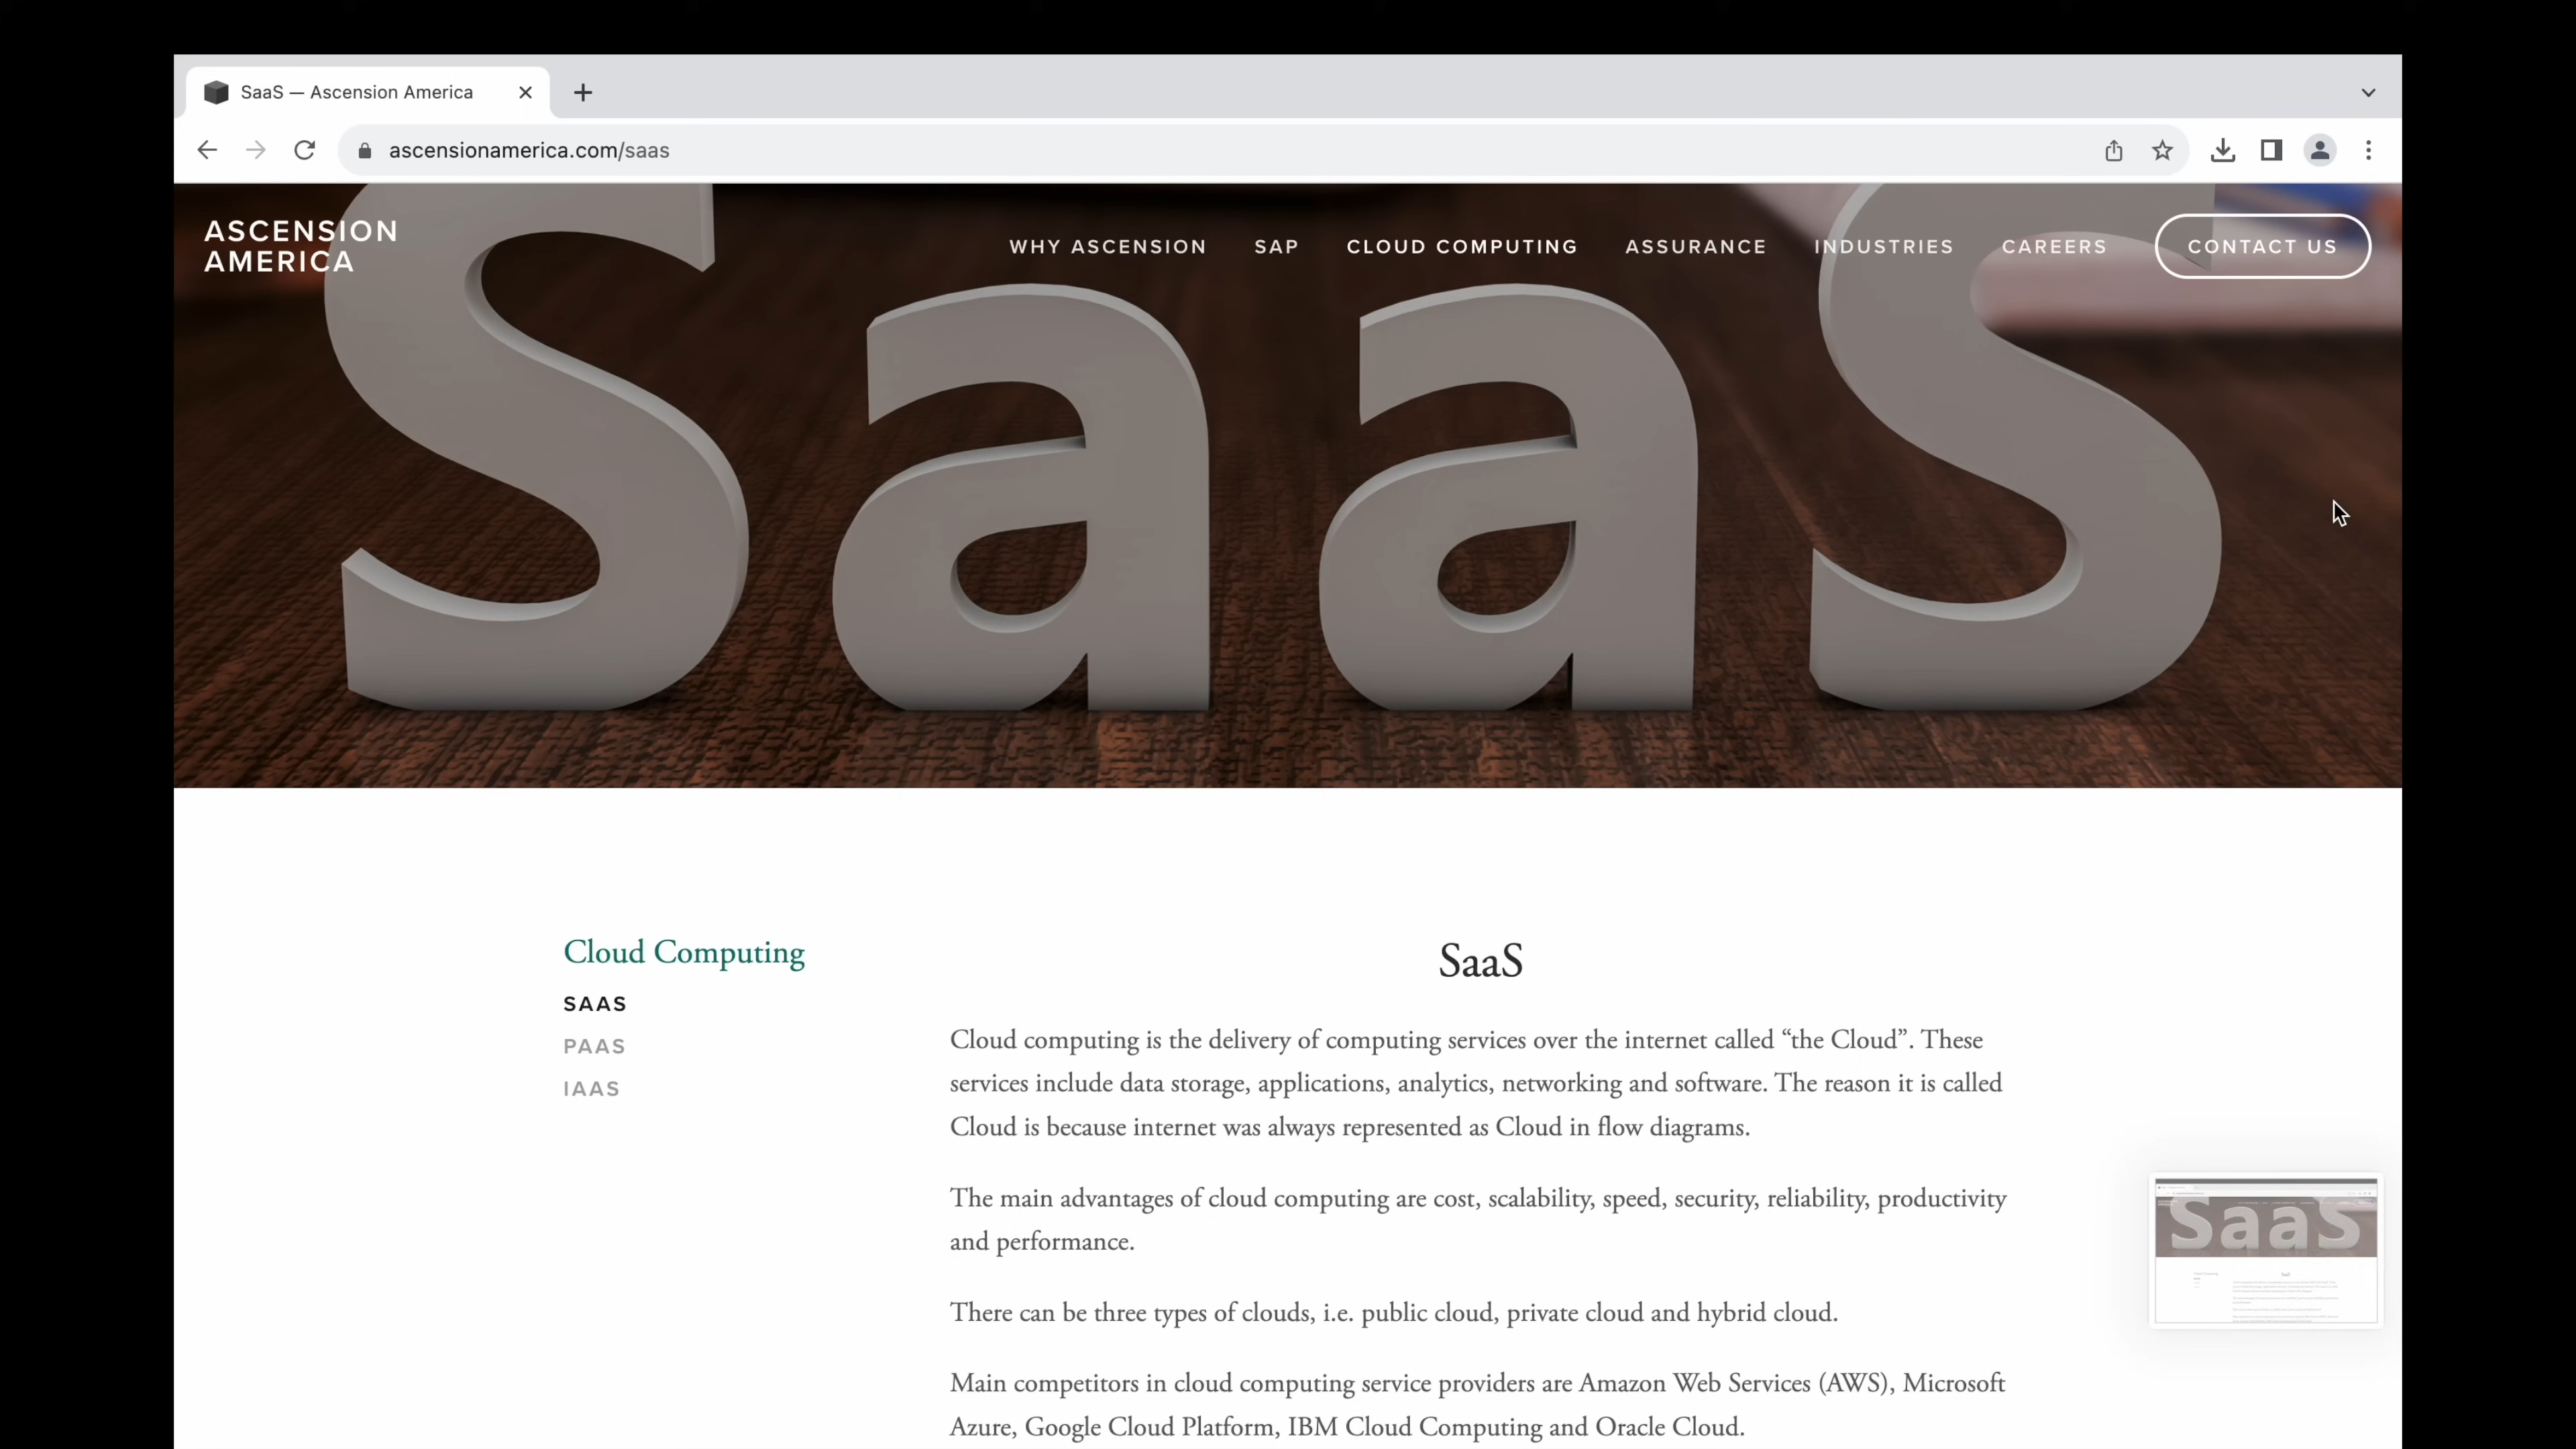 SaaS — Ascension America
ascensionamerica.com/saas
ASCENSION
AMERICA
WHY ASCENSION SAP CLOUD COMPUTING ASSURANCE INDUSTRIES CAREERS CONTACT US
SaaS
Cloud Computing
SAAS
PAAS
IAAS
SaaS
Cloud computing is the delivery of computing services over the internet called “the Cloud”. These
services include data storage, applications, analytics, networking and software. The reason it is called
Cloud is because internet was always represented as Cloud in flow diagrams.
The main advantages of cloud computing are cost, scalability, speed, security, reliability, productivity
and performance.
There can be three types of clouds, i.e. public cloud, private cloud and hybrid cloud.
Main competitors in cloud computing service providers are Amazon Web Services (AWS), Microsoft
Azure, Google Cloud Platform, IBM Cloud Computing and Oracle Cloud.
SaaS